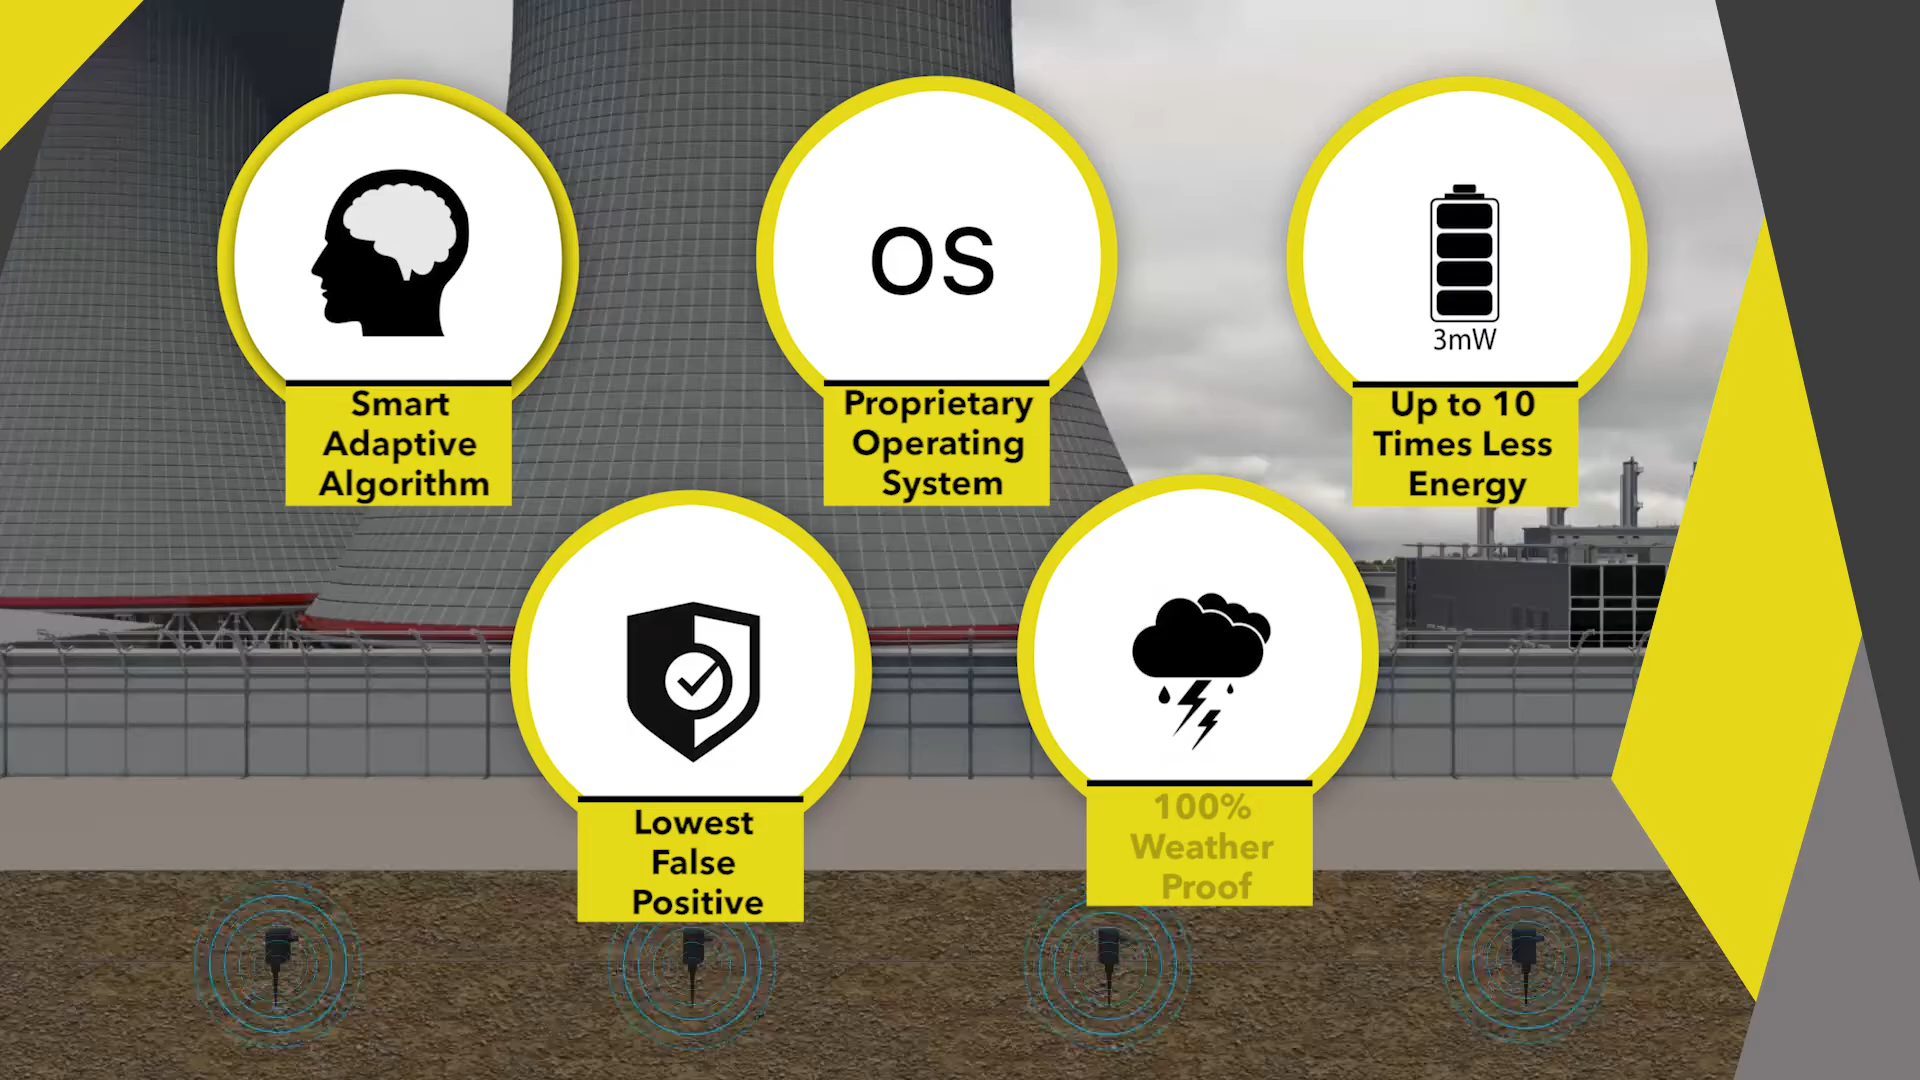 OS
3mW
Smart
Adaptive
Algorithm
Proprietary
Operating
System
Up to 10
Times Less
Energy
Lowest
False
Positive
100%
Weather
Proof